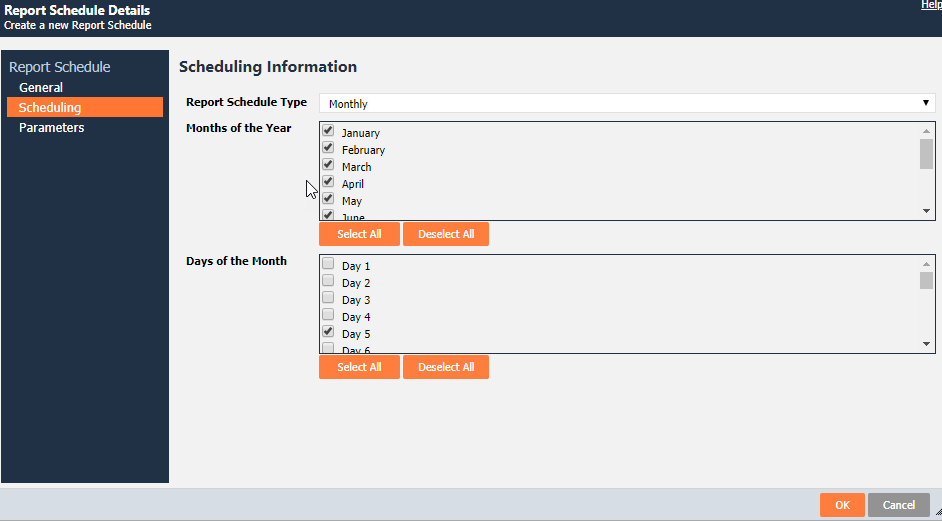 Report Schedule Details
Help
Create a new Report Schedule
Report Schedule
General
Scheduling
Parameters
Scheduling Information
Report Schedule Type
Monthly
Months of the Year
January
February
March
April
May
June
Select All
Deselect All
Days of the Month
Day 1
Day 2
Day 3
Day 4
Day 5
Day 6
Select All
Deselect All
OK
Cancel